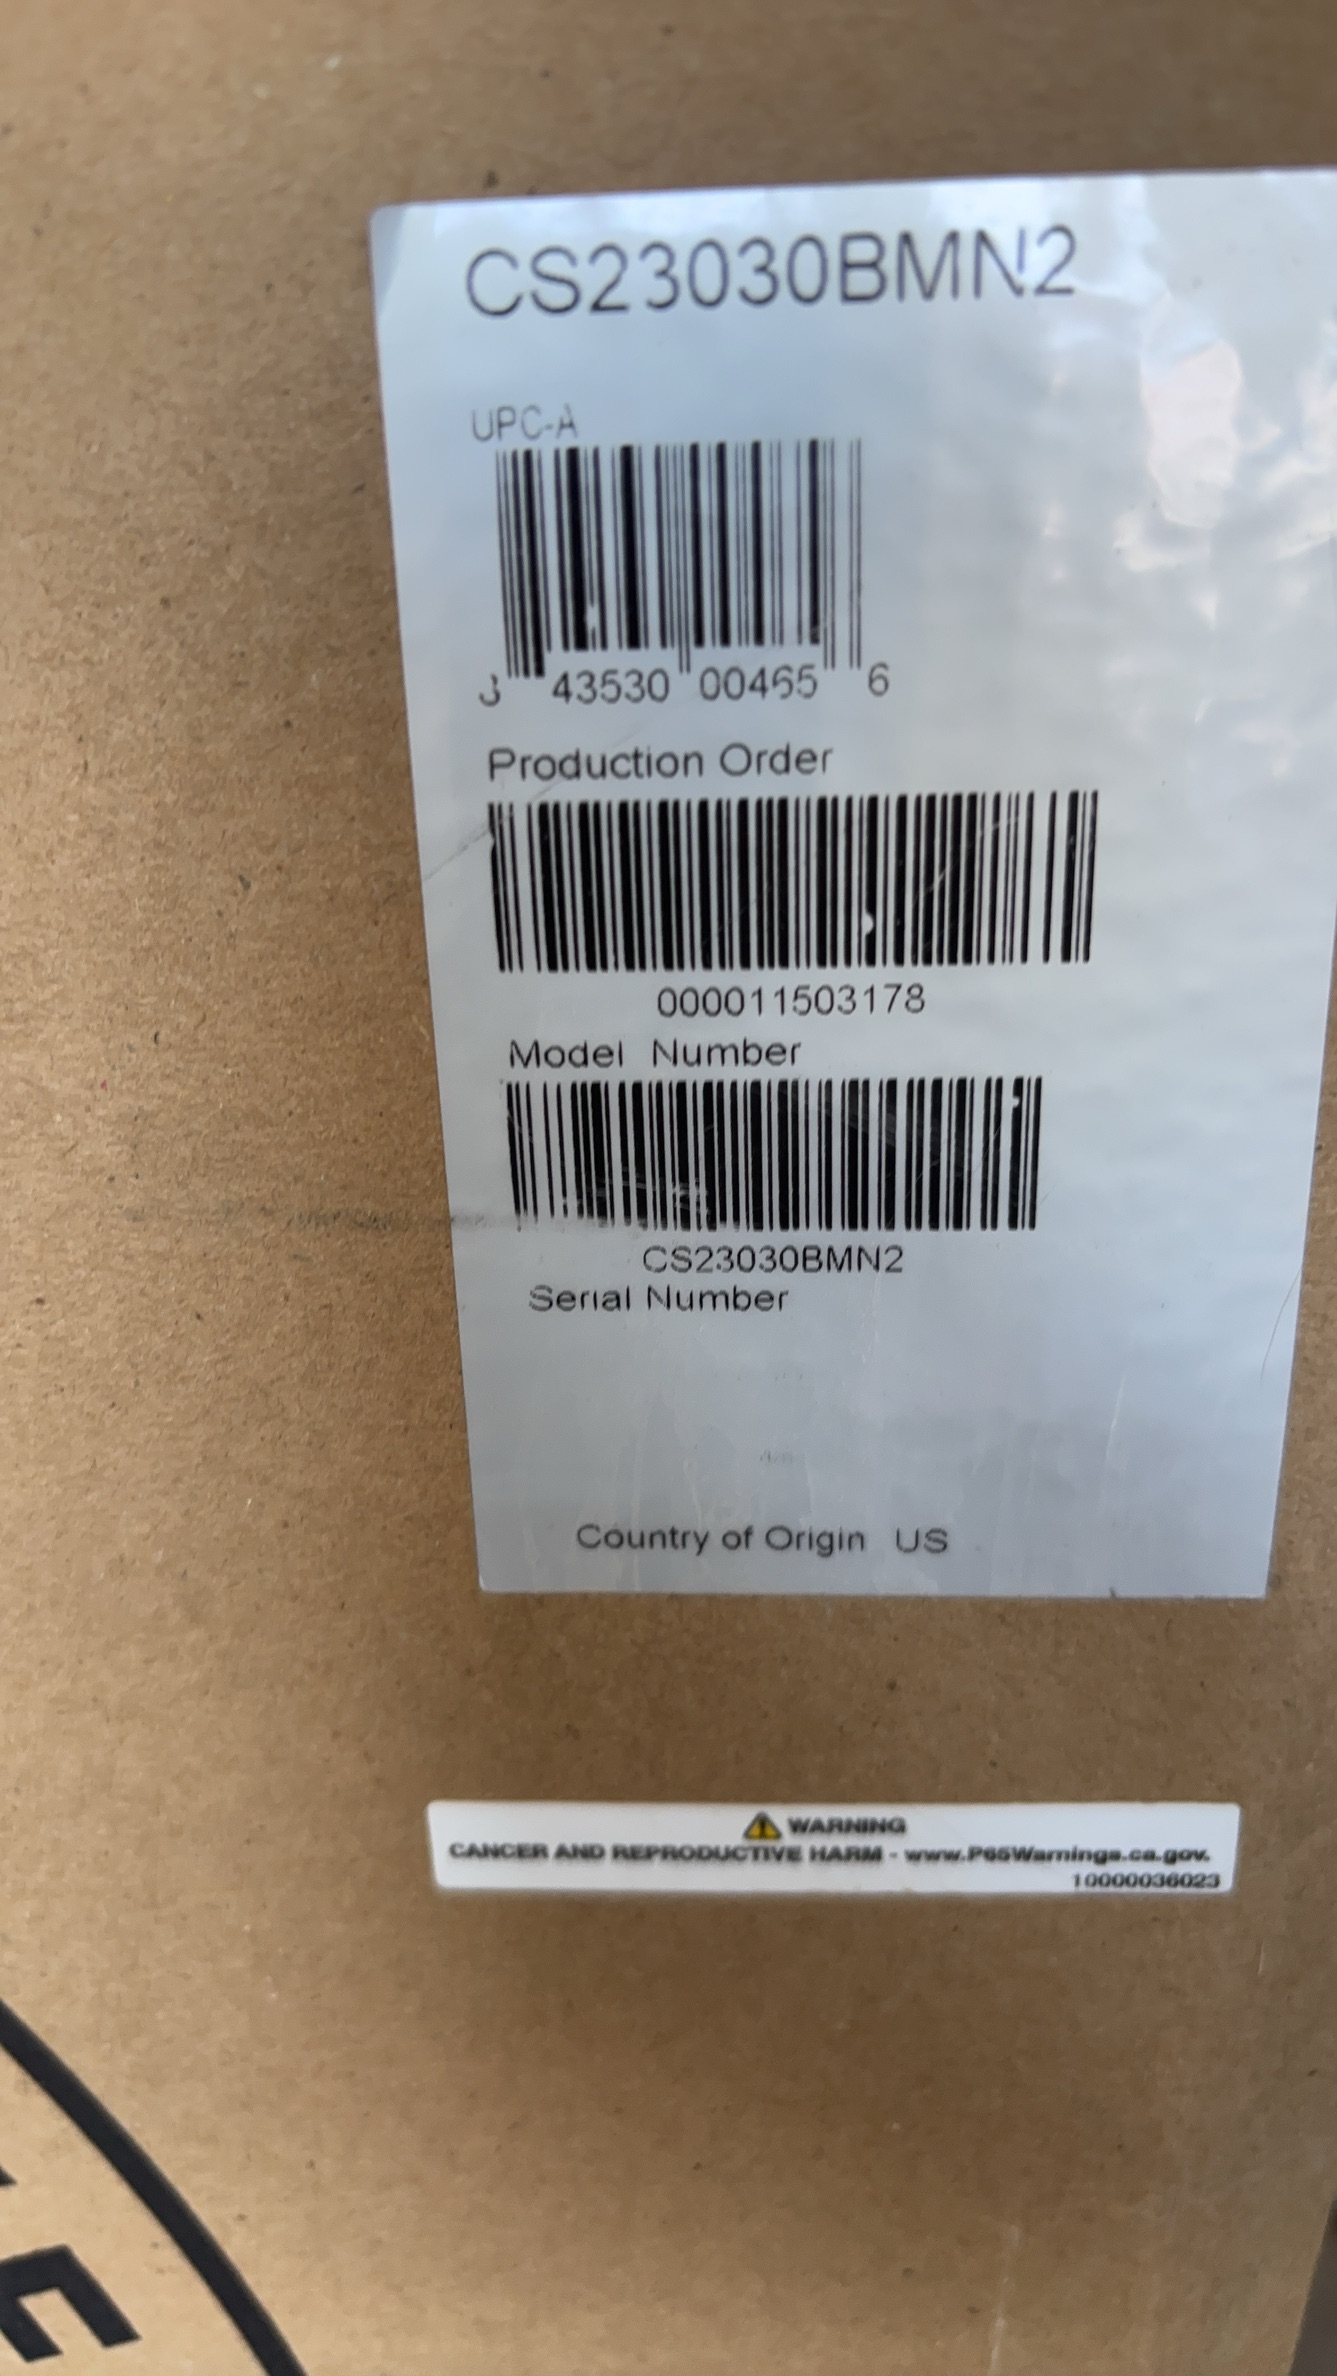 CS23030BMN2
UPC-A
3 43530 00465 6
Production Order
000011503178
Model Number
CS23030BMN2
Serial Number
Country of Origin US
WARNING
CANCER AND REPRODUCTIVE HARM - www.P65Warnings.ca.gov.
10000036023
E